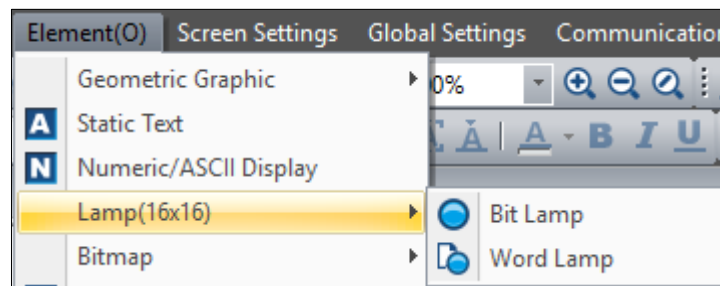 Element(O) Screen Settings Global Settings Communication
Geometric Graphic
0%
A Static Text
A A B I U
N Numeric/ASCII Display
Lamp(16x16)
Bit Lamp
Bitmap
Word Lamp